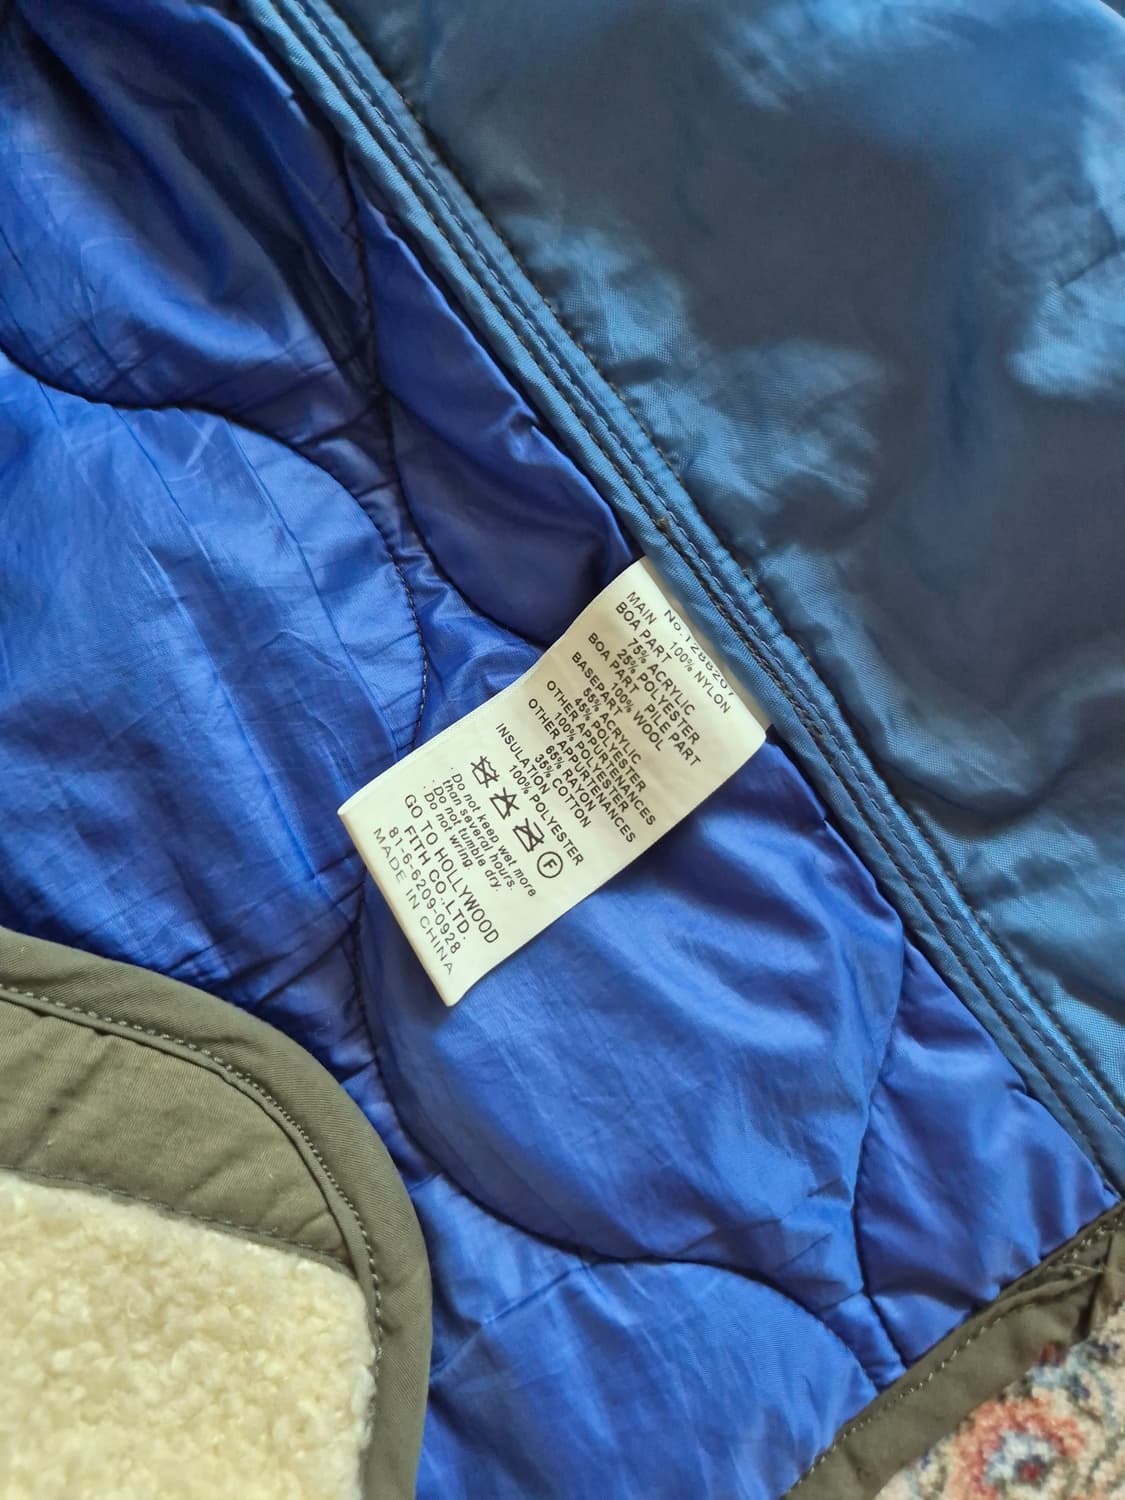 No.1288207
MAIN 100% NYLON
BOA PART
75% ACRYLIC
25% POLYESTER
BOA PART PILE PART
100% WOOL
BASEPART
55% ACRYLIC
45% POLYESTER
OTHER APPURTENANCES
100% POLYESTER
OTHER APPURTENANCES
65% RAYON
35% COTTON
INSULATION
100% POLYESTER
F
· Do not keep wet more
than several hours.
· Do not tumble dry.
· Do not wring.
GO TO HOLLYWOOD
FITH CO.,LTD.
81-6-6209-0928
MADE IN CHINA